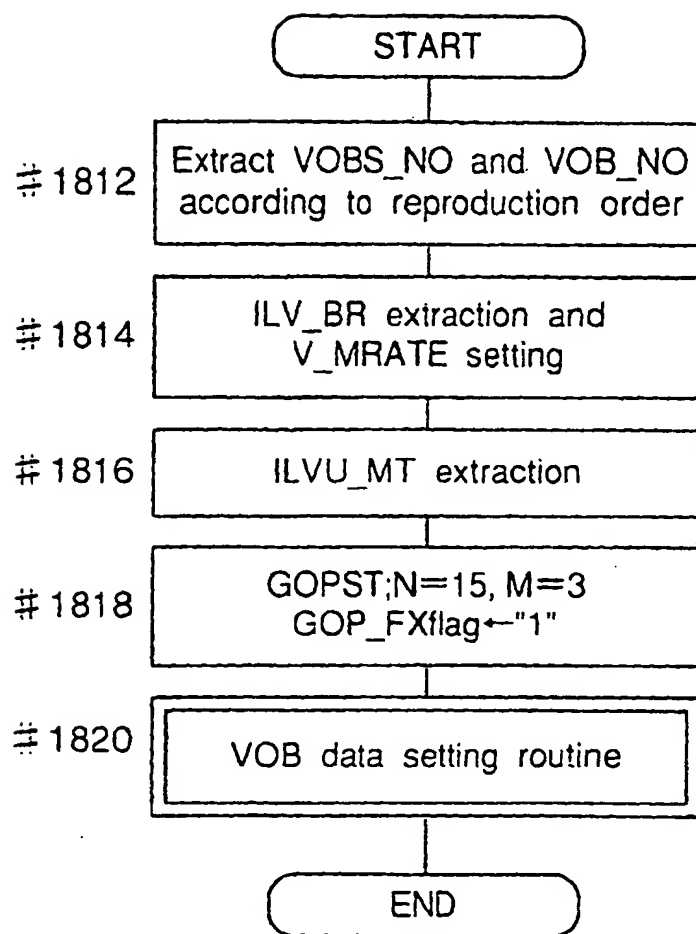 START
#1812
Extract VOBS_NO and VOB_NO
according to reproduction order
#1814
ILV_BR extraction and
V_MRATE setting
#1816
ILVU_MT extraction
#1818
GOPST;N=15, M=3
GOP_FXflag←"1"
#1820
VOB data setting routine
END